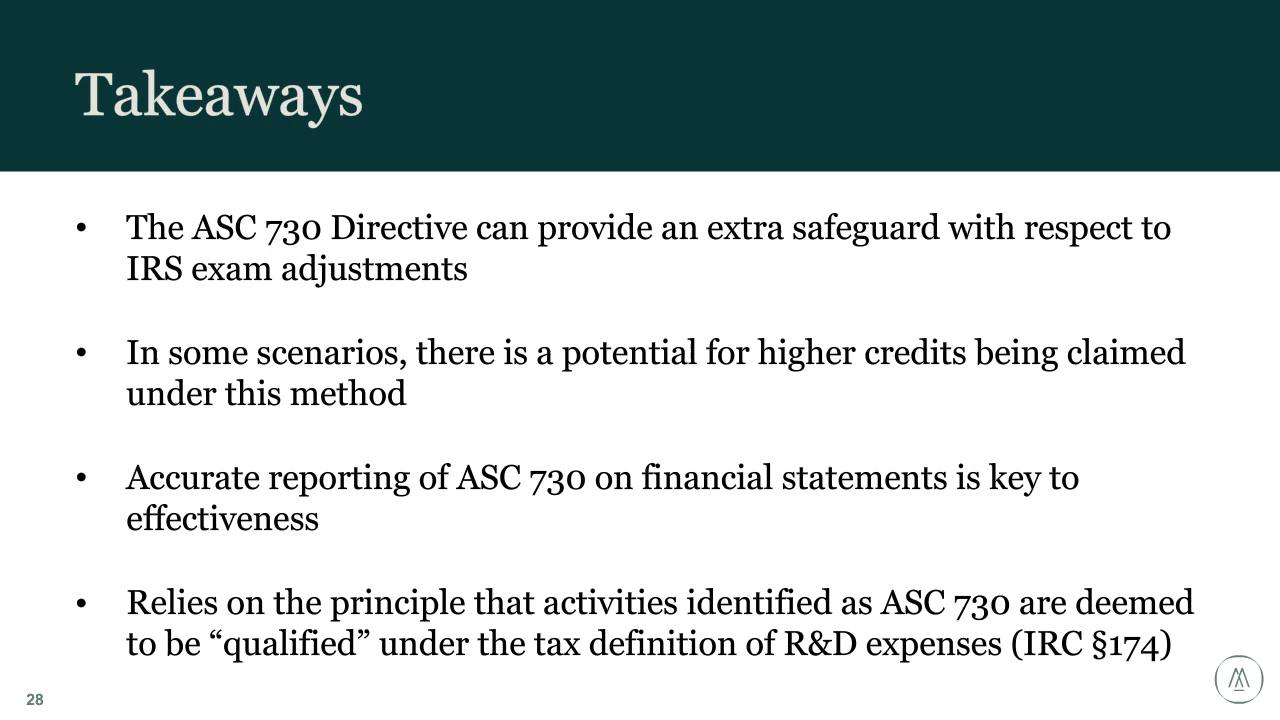 Takeaways
• The ASC 730 Directive can provide an extra safeguard with respect to
IRS exam adjustments
• In some scenarios, there is a potential for higher credits being claimed
under this method
• Accurate reporting of ASC 730 on financial statements is key to
effectiveness
• Relies on the principle that activities identified as ASC 730 are deemed
to be “qualified” under the tax definition of R&D expenses (IRC §174)
28